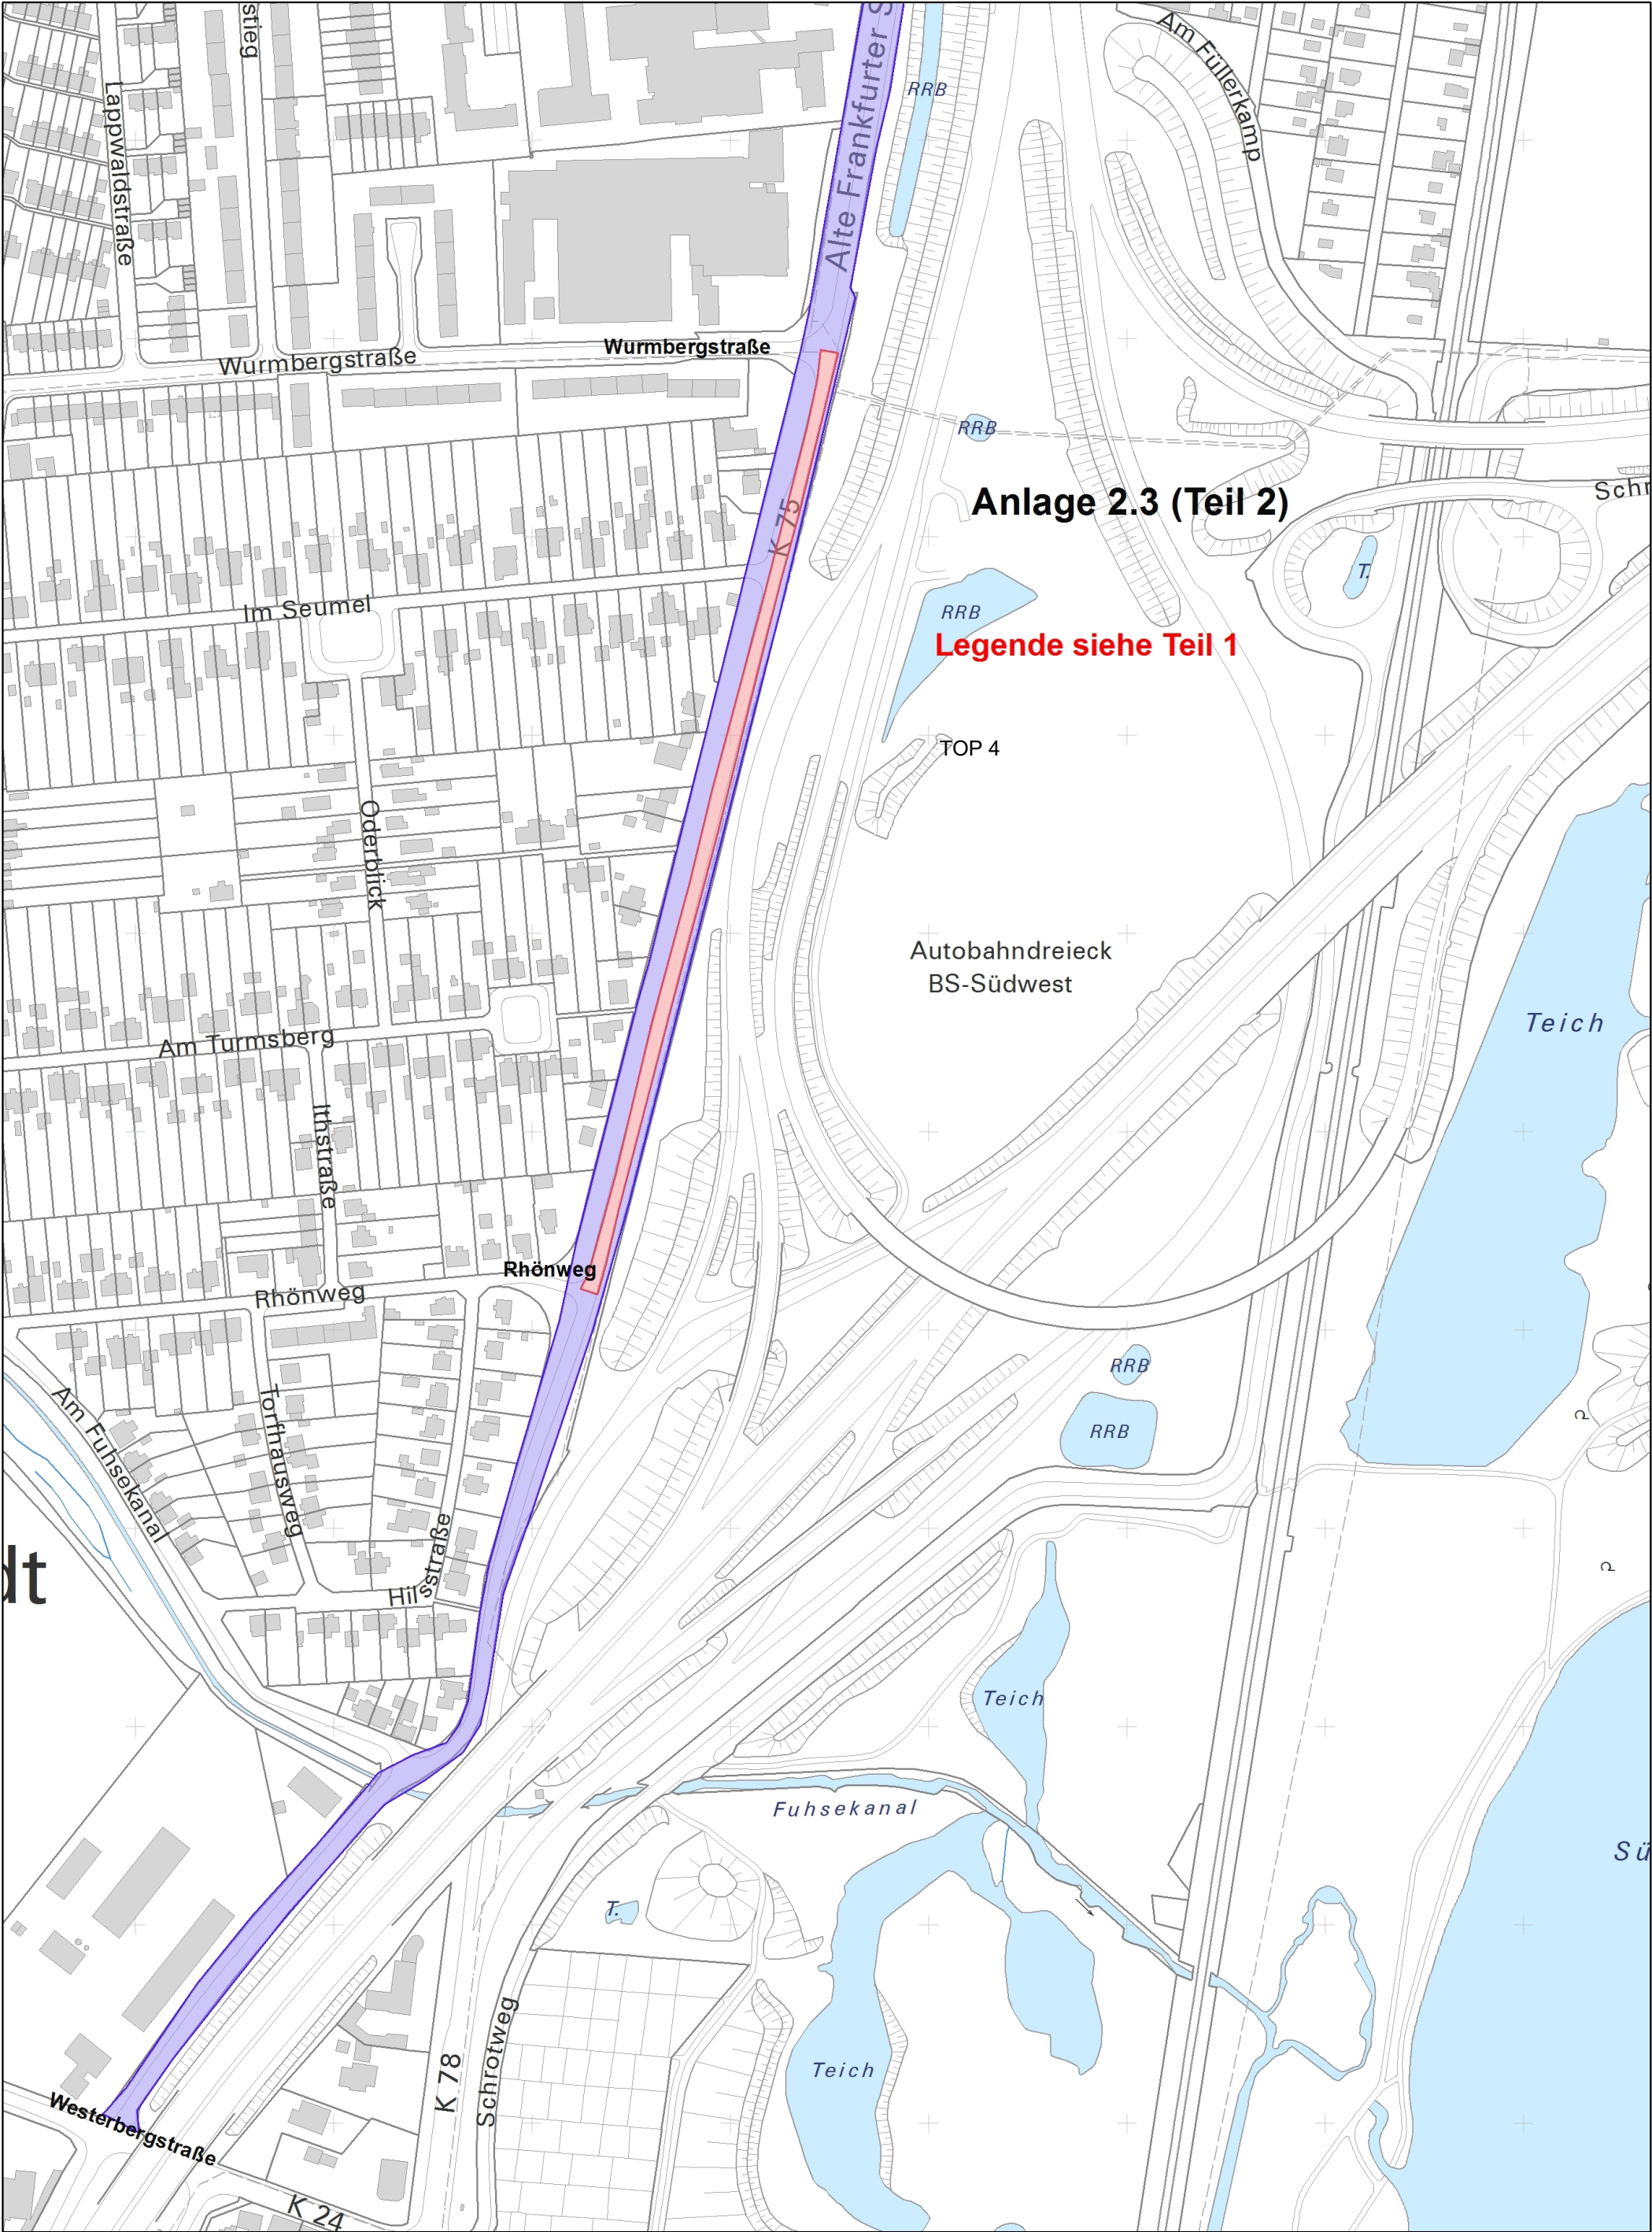 stieg
Alte Frankfurter S
Am Füllerkamp
RRB
Lappwaldstraße
Wurmbergstraße
Wurmbergstraße
RRB
Anlage 2.3 (Teil 2)
Schr
K 75
T.
Im Seumel
RRB
Legende siehe Teil 1
TOP 4
Oderblick
Autobahndreieck
BS-Südwest
Teich
Am Turmsberg
Ithstraße
Rhönweg
Rhönweg
RRB
RRB
Am Fuhsekanal
Torfhausweg
Hilsstraße
dt
Teich
Fuhsekanal
Sü
T.
Schrotweg
K 78
Teich
Westerbergstraße
K 24